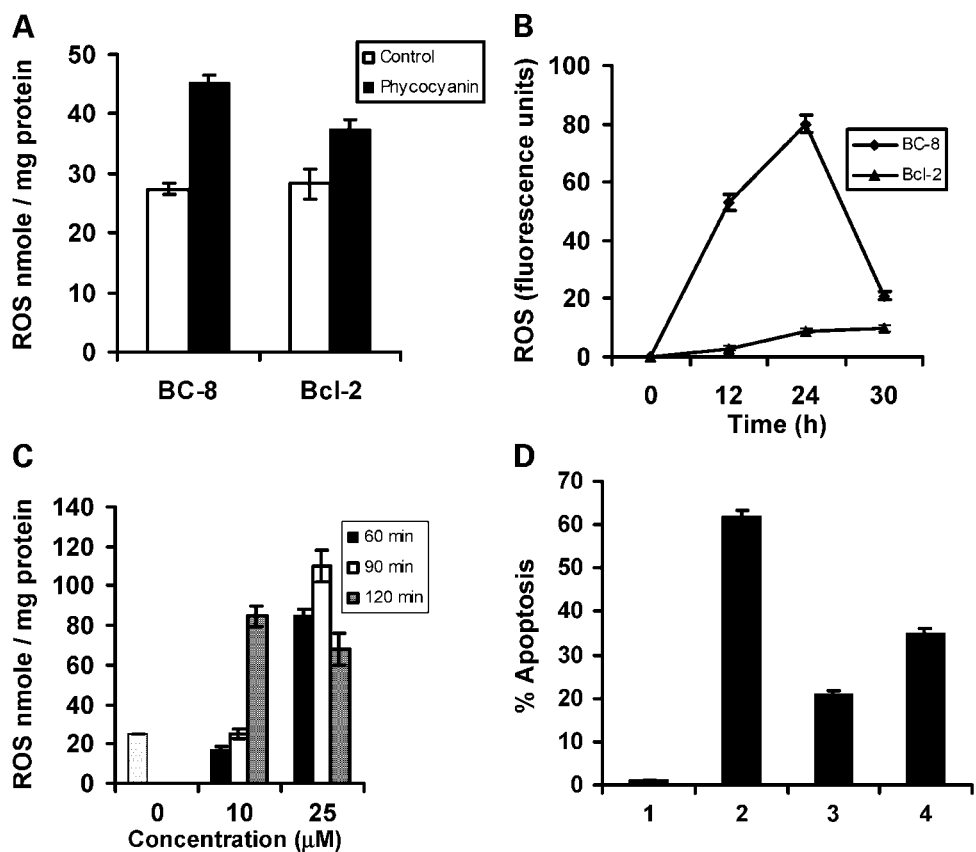 A
ROS nmole / mg protein
50
40
30
20
10
0
Control
Phycocyanin
BC-8 Bcl-2
B
ROS (fluorescence units)
100
80
60
40
20
0
BC-8
Bcl-2
0 12 24 30
Time (h)
C
ROS nmole / mg protein
140
120
100
80
60
40
20
0
60 min
90 min
120 min
0 10 25
Concentration (µM)
D
% Apoptosis
70
60
50
40
30
20
10
0
1 2 3 4